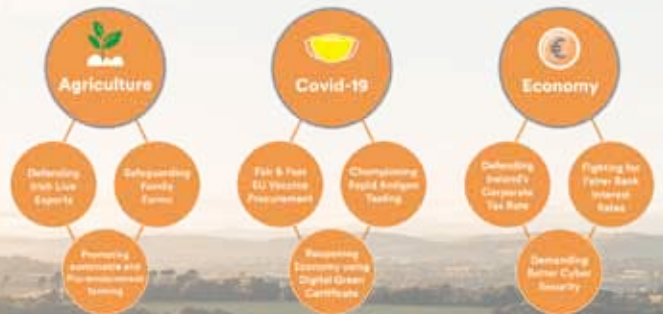 Agriculture
Covid-19
Economy
Defending
Irish Live
Exports
Safeguarding
Family
Farms
Fair & Fast
EU Vaccine
Procurement
Championing
Rapid Antigen
Testing
Defending
Ireland's
Corporate
Tax Rate
Fighting for
Fairer Bank
Interest
Rates
Promoting
sustainable and
farming
Reopening
Economy using
Digital Green
Certificate
Demanding
Better Cyber
Security